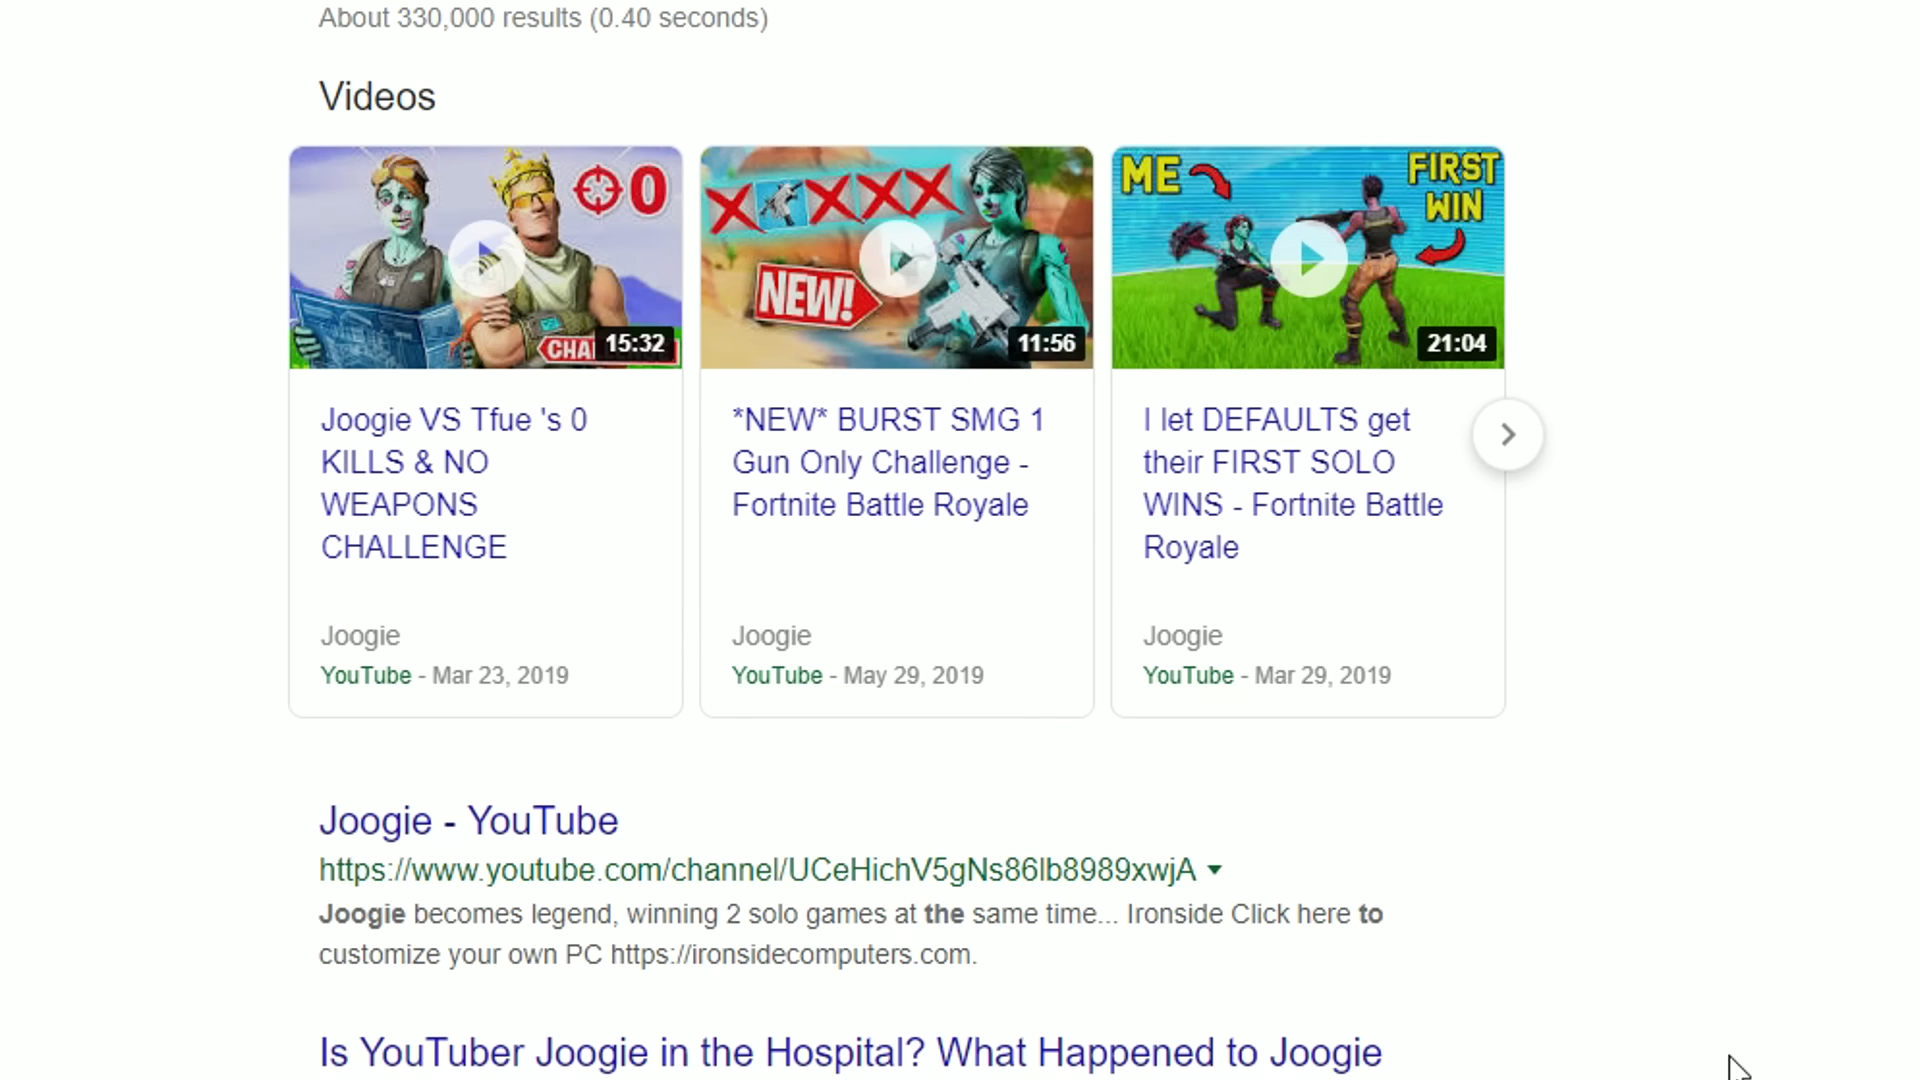 About 330,000 results (0.40 seconds)
Videos
0
15:32
NEW!
11:56
ME
FIRST
WIN
21:04
Joogie VS Tfue 's 0
KILLS & NO
WEAPONS
CHALLENGE
Joogie
YouTube - Mar 23, 2019
*NEW* BURST SMG 1
Gun Only Challenge -
Fortnite Battle Royale
Joogie
YouTube - May 29, 2019
I let DEFAULTS get
their FIRST SOLO
WINS - Fortnite Battle
Royale
Joogie
YouTube - Mar 29, 2019
Joogie - YouTube
https://www.youtube.com/channel/UCeHichV5gNs86lb8989xwjA
Joogie becomes legend, winning 2 solo games at the same time... Ironside Click here to
customize your own PC https://ironsidecomputers.com.
Is YouTuber Joogie in the Hospital? What Happened to Joogie